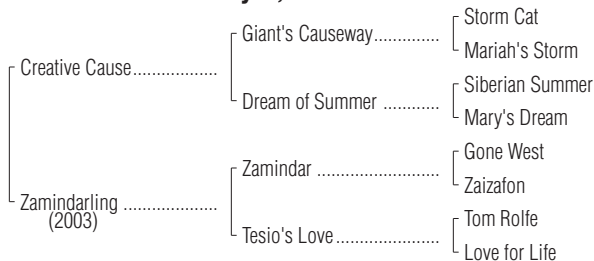 Storm Cat
Giant's Causeway..............
Mariah's Storm
Creative Cause..................
Siberian Summer
Dream of Summer ............
Mary's Dream
Gone West
Zamindar ..........................
Zaizafon
Zamindarling ....................
(2003)
Tom Rolfe
Tesio's Love......................
Love for Life